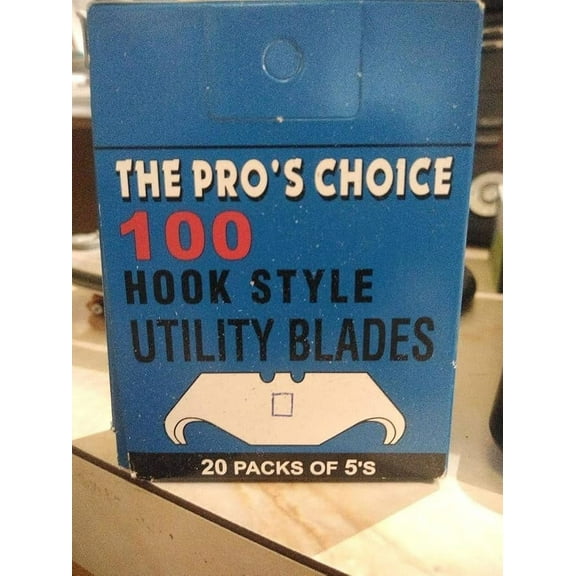 THE PRO'S CHOICE
100
HOOK STYLE
UTILITY BLADES
20 PACKS OF 5'S